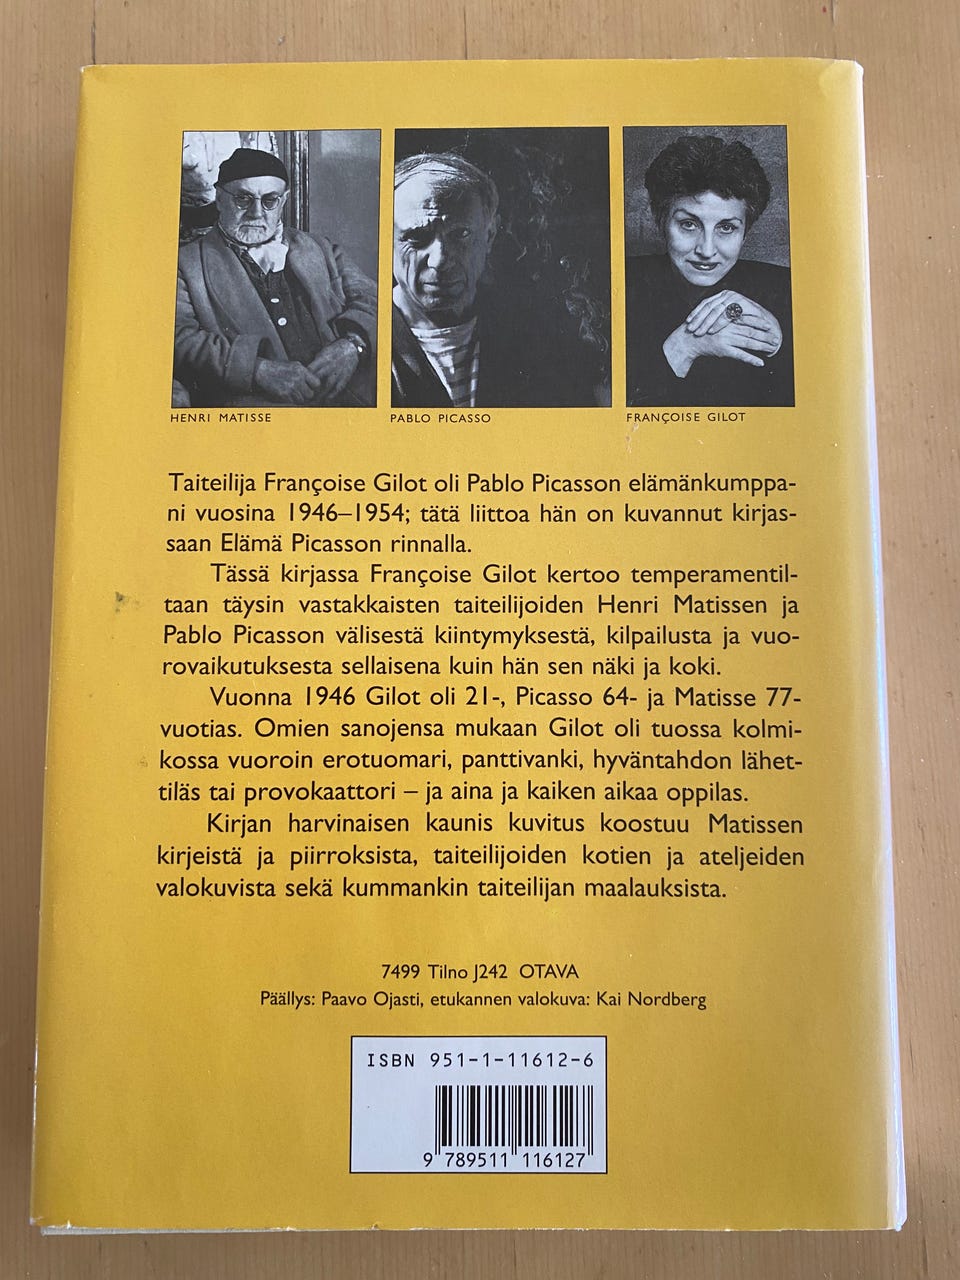 HENRI MATISSE
PABLO PICASSO
FRANÇOISE GILOT
Taiteilija Françoise Gilot oli Pablo Picasson elämänkumppa-
ni vuosina 1946–1954; tätä liittoa hän on kuvannut kirjas-
saan Elämä Picasson rinnalla.
Tässä kirjassa Françoise Gilot kertoo temperamentil-
taan täysin vastakkaisten taiteilijoiden Henri Matissen ja
Pablo Picasson välisestä kiintymyksestä, kilpailusta ja vuo-
rovaikutuksesta sellaisena kuin hän sen näki ja koki.
Vuonna 1946 Gilot oli 21-, Picasso 64- ja Matisse 77-
vuotias. Omien sanojensa mukaan Gilot oli tuossa kolmi-
kossa vuoroin erotuomari, panttivanki, hyväntahdon lähet-
tiläs tai provokaattori – ja aina ja kaiken aikaa oppilas.
Kirjan harvinaisen kaunis kuvitus koostuu Matissen
kirjeistä ja piirroksista, taiteilijoiden kotien ja ateljeiden
valokuvista sekä kummankin taiteilijan maalauksista.
7499 Tilno J242 OTAVA
Päällys: Paavo Ojasti, etukannen valokuva: Kai Nordberg
ISBN 951-1-11612-6
9 789511 116127